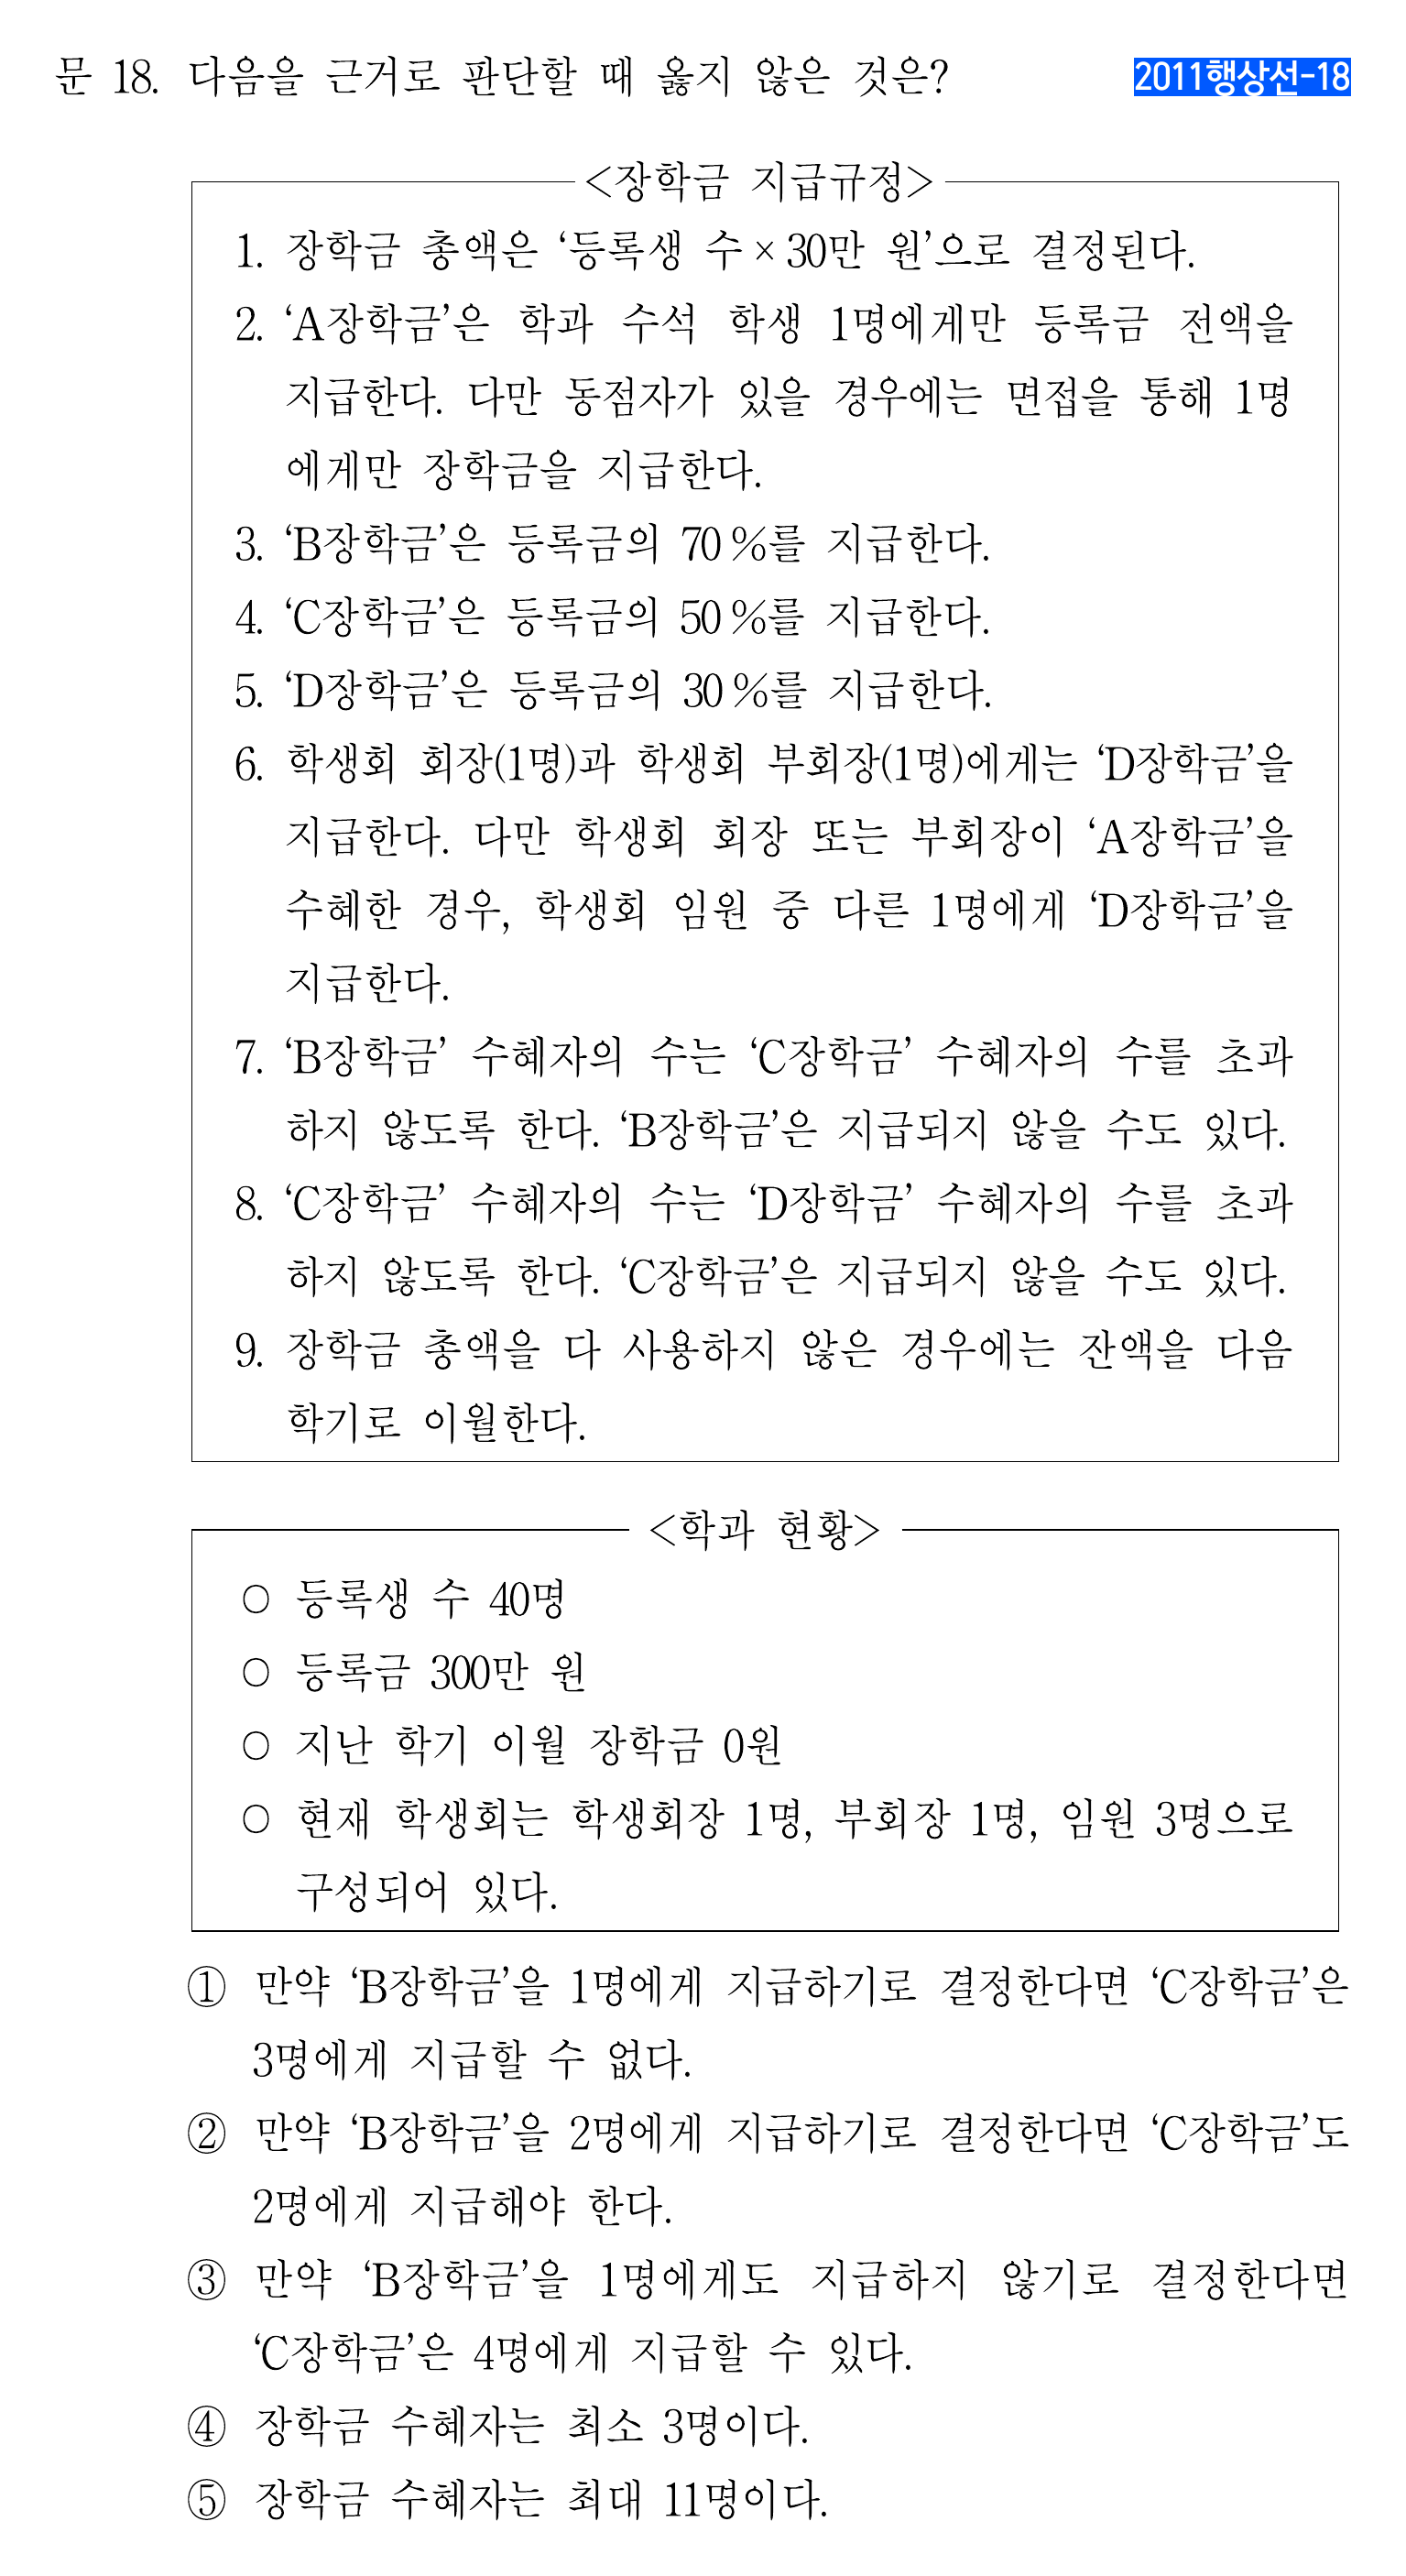 문 18. 다음을 근거로 판단할 때 옳지 않은 것은?
2011행상선-18
<장학금 지급규정>
1. 장학금 총액은 ‘등록생 수×30만 원’으로 결정된다.
2. ‘A장학금’은 학과 수석 학생 1명에게만 등록금 전액을
지급한다. 다만 동점자가 있을 경우에는 면접을 통해 1명
에게만 장학금을 지급한다.
3. ‘B장학금’은 등록금의 70%를 지급한다.
4. ‘C장학금’은 등록금의 50%를 지급한다.
5. ‘D장학금’은 등록금의 30%를 지급한다.
6. 학생회 회장(1명)과 학생회 부회장(1명)에게는 ‘D장학금’을
지급한다. 다만 학생회 회장 또는 부회장이 ‘A장학금’을
수혜한 경우, 학생회 임원 중 다른 1명에게 ‘D장학금’을
지급한다.
7. ‘B장학금’ 수혜자의 수는 ‘C장학금’ 수혜자의 수를 초과
하지 않도록 한다. ‘B장학금’은 지급되지 않을 수도 있다.
8. ‘C장학금’ 수혜자의 수는 ‘D장학금’ 수혜자의 수를 초과
하지 않도록 한다. ‘C장학금’은 지급되지 않을 수도 있다.
9. 장학금 총액을 다 사용하지 않은 경우에는 잔액을 다음
학기로 이월한다.
<학과 현황>
○ 등록생 수 40명
○ 등록금 300만 원
○ 지난 학기 이월 장학금 0원
○ 현재 학생회는 학생회장 1명, 부회장 1명, 임원 3명으로
구성되어 있다.
① 만약 ‘B장학금’을 1명에게 지급하기로 결정한다면 ‘C장학금’은
3명에게 지급할 수 없다.
② 만약 ‘B장학금’을 2명에게 지급하기로 결정한다면 ‘C장학금’도
2명에게 지급해야 한다.
③ 만약 ‘B장학금’을 1명에게도 지급하지 않기로 결정한다면
‘C장학금’은 4명에게 지급할 수 있다.
④ 장학금 수혜자는 최소 3명이다.
⑤ 장학금 수혜자는 최대 11명이다.